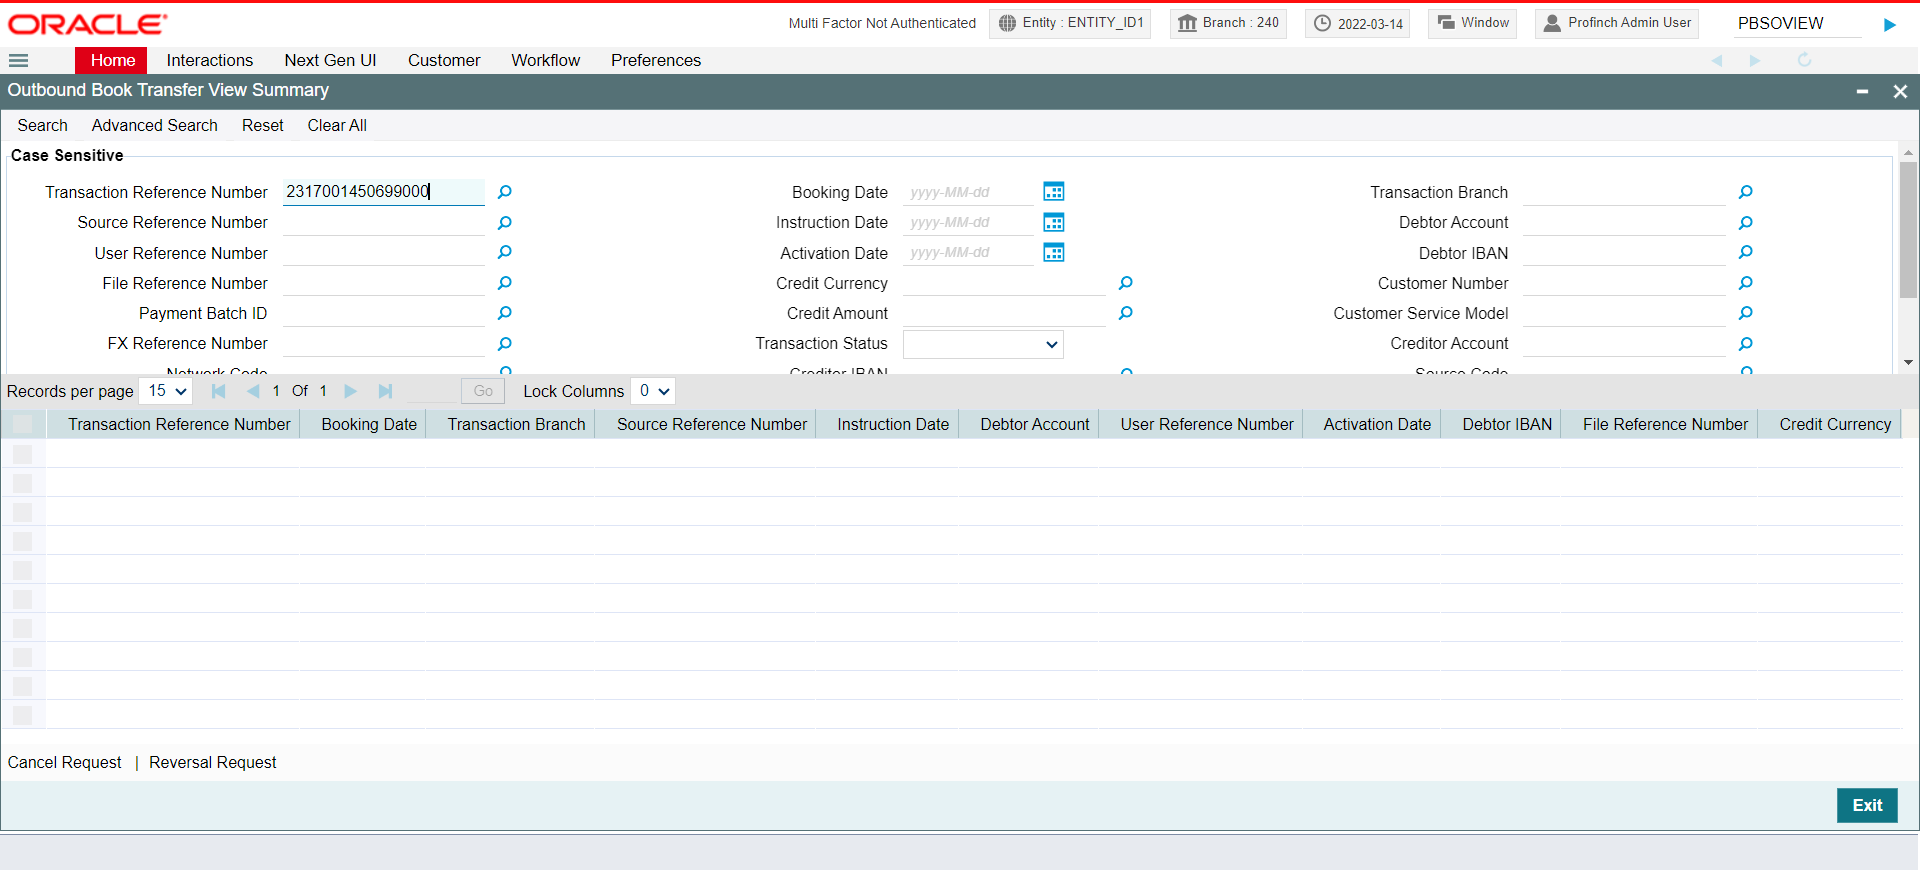 ORACLE
Multi Factor Not Authenticated Entity : ENTITY_ID1 Branch : 240 2022-03-14 Window Profinch Admin User PBSOVIEW
Home Interactions Next Gen UI Customer Workflow Preferences
Outbound Book Transfer View Summary
Search Advanced Search Reset Clear All
Case Sensitive
Transaction Reference Number 2317001450699000 Booking Date yyyy-MM-dd Transaction Branch
Source Reference Number Instruction Date yyyy-MM-dd Debtor Account
User Reference Number Activation Date yyyy-MM-dd Debtor IBAN
File Reference Number Credit Currency Customer Number
Payment Batch ID Credit Amount Customer Service Model
FX Reference Number Transaction Status Creditor Account
Network Code Creditor IBAN Source Code
Records per page 15 1 Of 1 Go Lock Columns 0
Transaction Reference Number Booking Date Transaction Branch Source Reference Number Instruction Date Debtor Account User Reference Number Activation Date Debtor IBAN File Reference Number Credit Currency
Cancel Request | Reversal Request
Exit